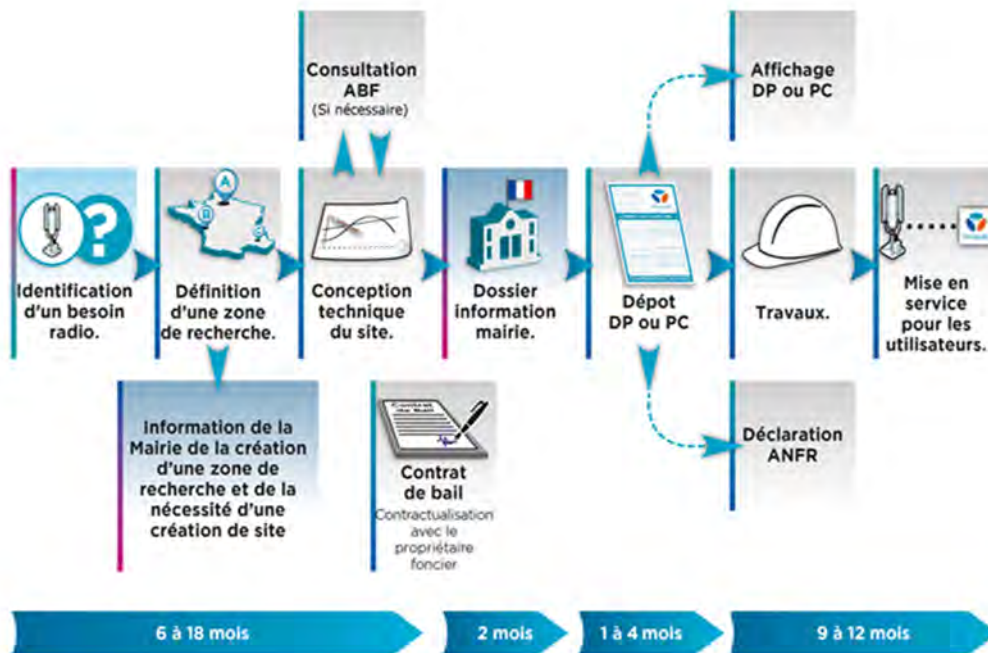 Consultation
ABF
(Si nécessaire)
Affichage
DP ou PC
A
B
?
Identification
d'un besoin
radio.
Définition
d'une zone
de recherche.
Conception
technique
du site.
Dossier
information
mairie.
Dépot
DP ou PC
Travaux.
Mise en
service
pour les
utilisateurs.
Information de la
Mairie de la création
d'une zone de
recherche et de la
nécessité d'une
création de site
Contrat
de Bail
Contrat
de bail
Contractualisation
avec le
propriétaire
foncier
Déclaration
ANFR
6 à 18 mois
2 mois
1 à 4 mois
9 à 12 mois